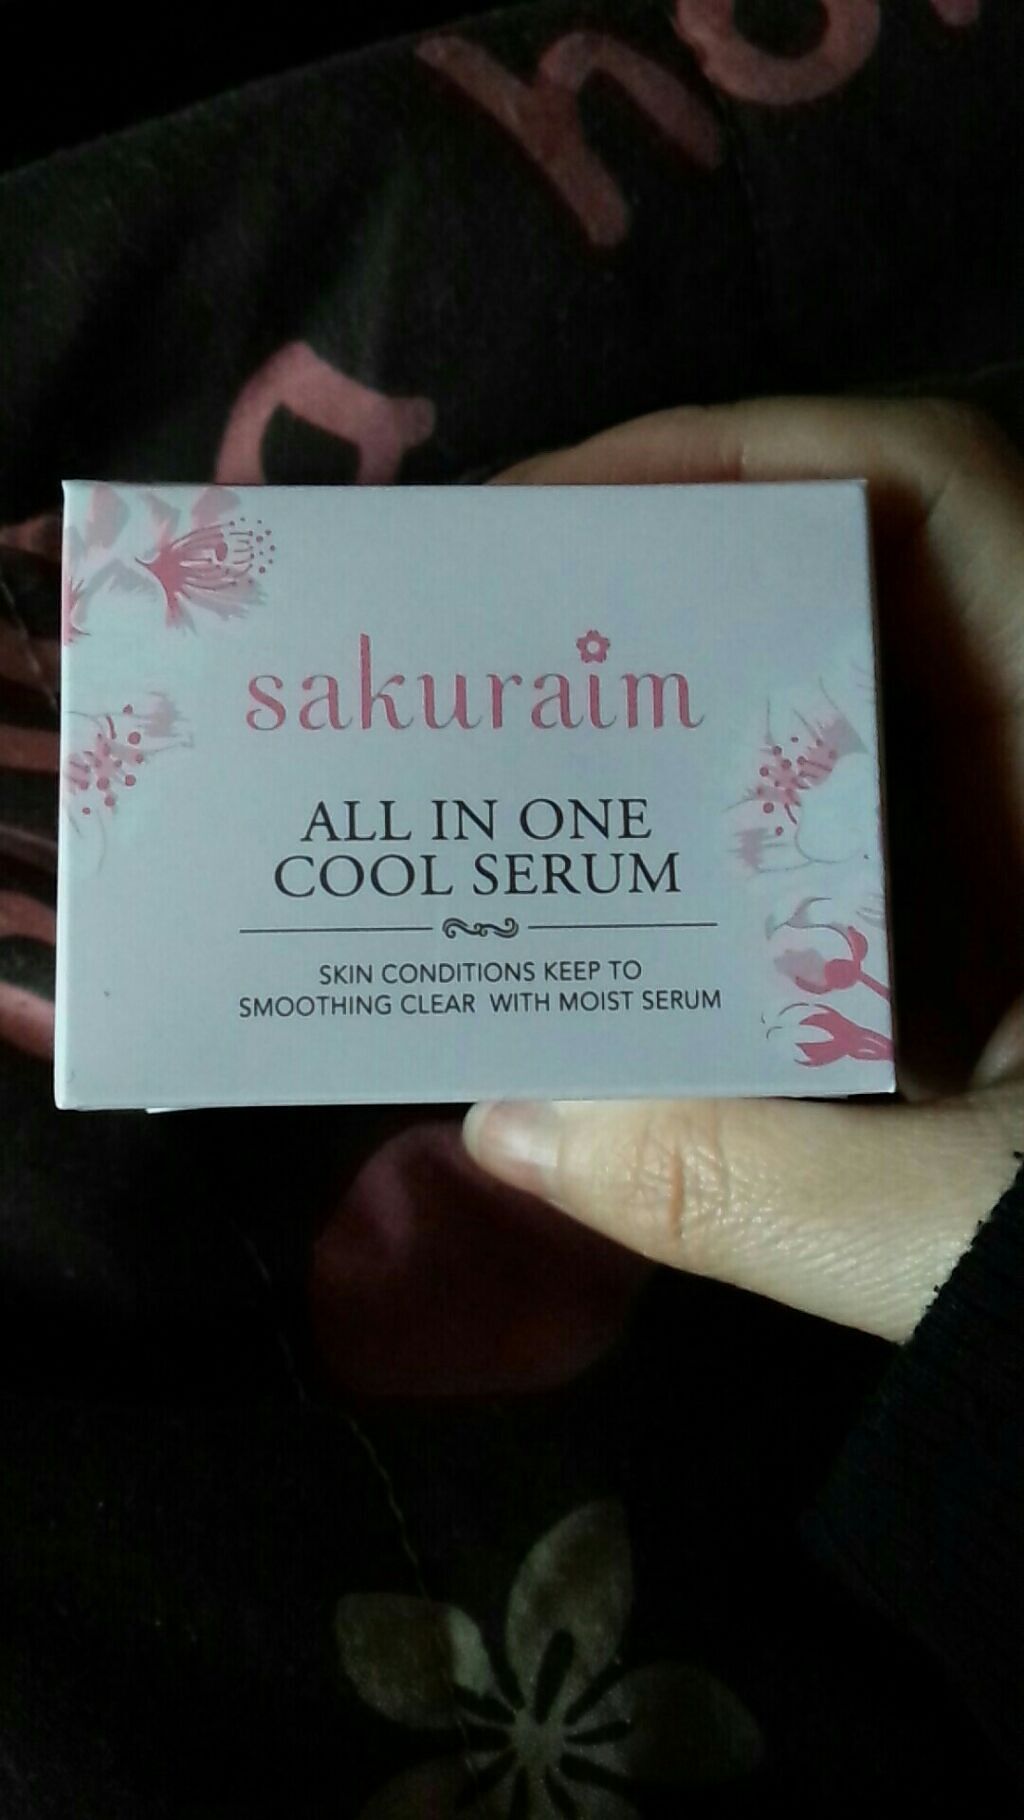 sakuraim
ALL IN ONE
COOL SERUM
SKIN CONDITIONS KEEP TO
SMOOTHING CLEAR WITH MOIST SERUM